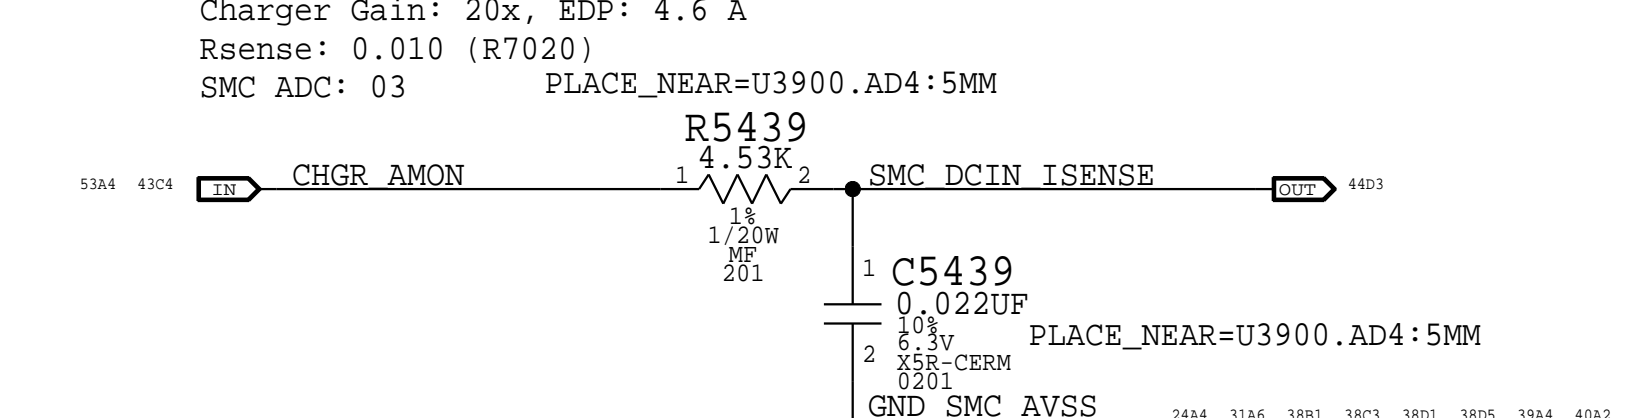 Charger Gain: 20x, EDP: 4.6 A
Rsense: 0.010 (R7020)
SMC ADC: 03
PLACE_NEAR=U3900.AD4:5MM
R5439
4.53K
53A4 43C4 IN CHGR_AMON 1 2 SMC_DCIN_ISENSE OUT 44D3
1%
1/20W
MF
201
1 C5439
0.022UF
10%
6.3V
PLACE_NEAR=U3900.AD4:5MM
2 X5R-CERM
0201
GND_SMC_AVSS
24A4 31A6 38B1 38C3 38D1 38D5 39A4 40A2